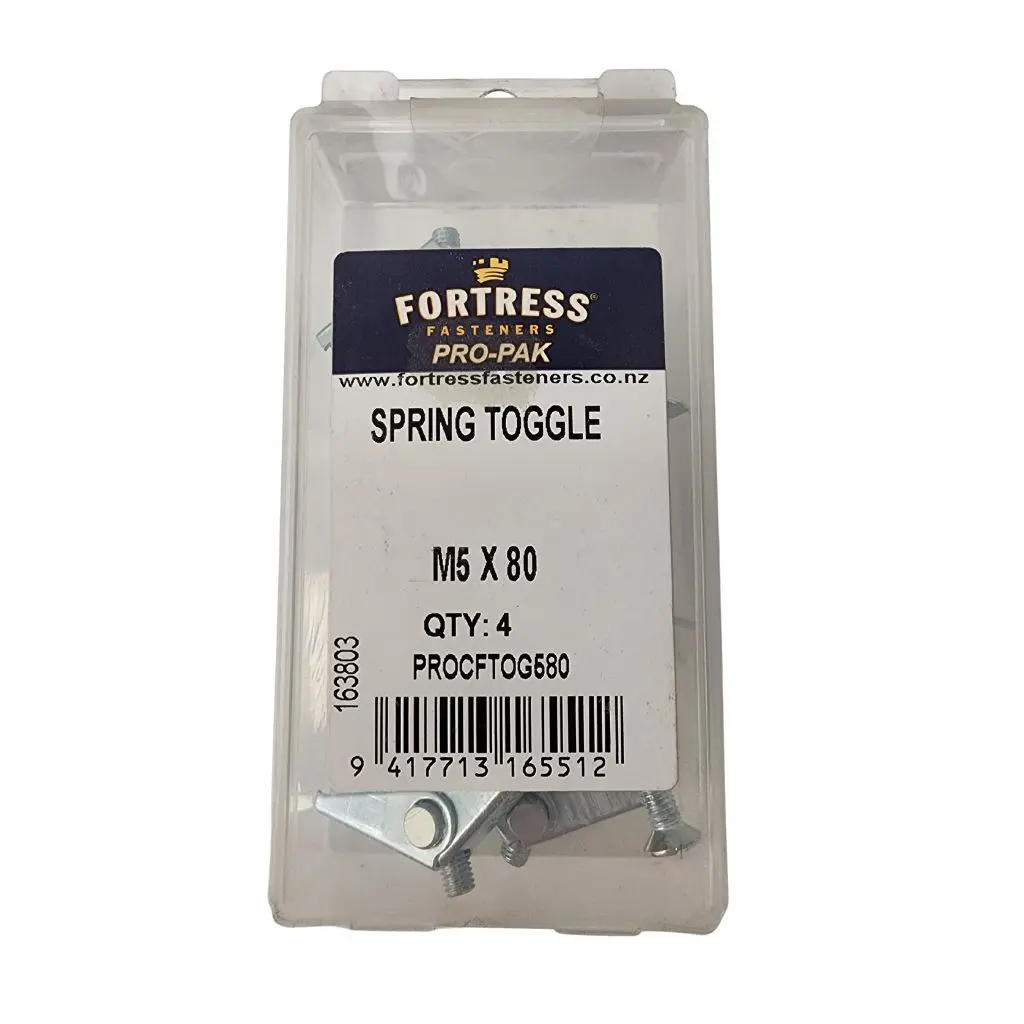 FORTRESS®
FASTENERS
PRO-PAK
www.fortressfasteners.co.nz
SPRING TOGGLE
M5 X 80
QTY: 4
PROCFTOG580
163803
9 417713 165512